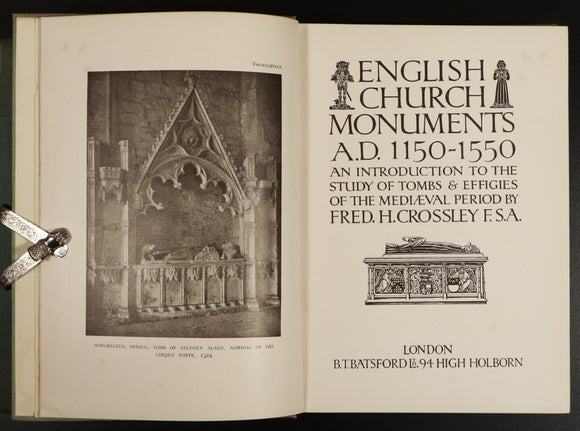 FRONTISPIECE
WINCHELSEA, SUSSEX, TOMB OF STEPHEN ALARD, ADMIRAL OF THE
CINQUE PORTS, 1324
ENGLISH
CHURCH
MONUMENTS
A.D. 1150-1550
AN INTRODUCTION TO THE
STUDY OF TOMBS & EFFIGIES
OF THE MEDIÆVAL PERIOD BY
FRED. H. CROSSLEY F.S.A.
LONDON
B.T. BATSFORD Ld. 94 HIGH HOLBORN